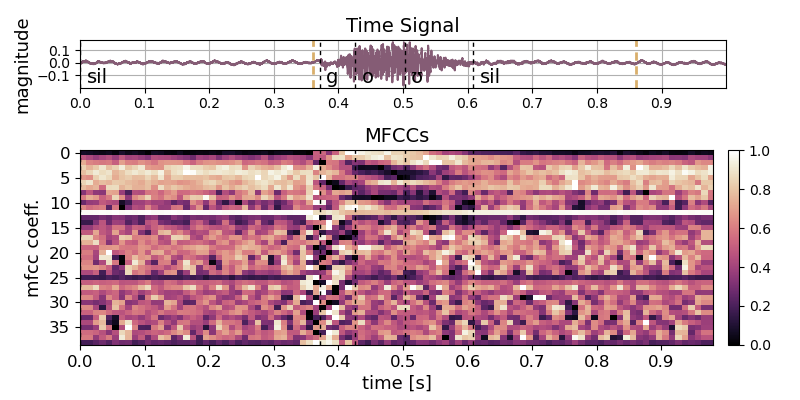 Time Signal
magnitude
0.1
0.0
−0.1
sil g o ʊ sil
0.0 0.1 0.2 0.3 0.4 0.5 0.6 0.7 0.8 0.9
MFCCs
mfcc coeff.
0
5
10
15
20
25
30
35
0.0 0.1 0.2 0.3 0.4 0.5 0.6 0.7 0.8 0.9
time [s]
1.0
0.8
0.6
0.4
0.2
0.0